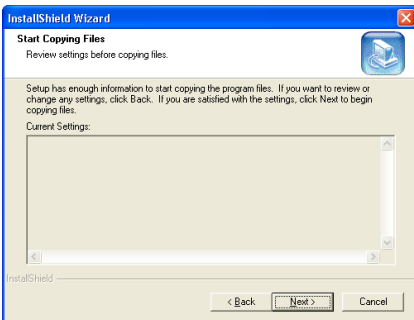 InstallShield Wizard
Start Copying Files
Review settings before copying files.
Setup has enough information to start copying the program files. If you want to review or
change any settings, click Back. If you are satisfied with the settings, click Next to begin
copying files.
Current Settings:
InstallShield
< Back Next > Cancel